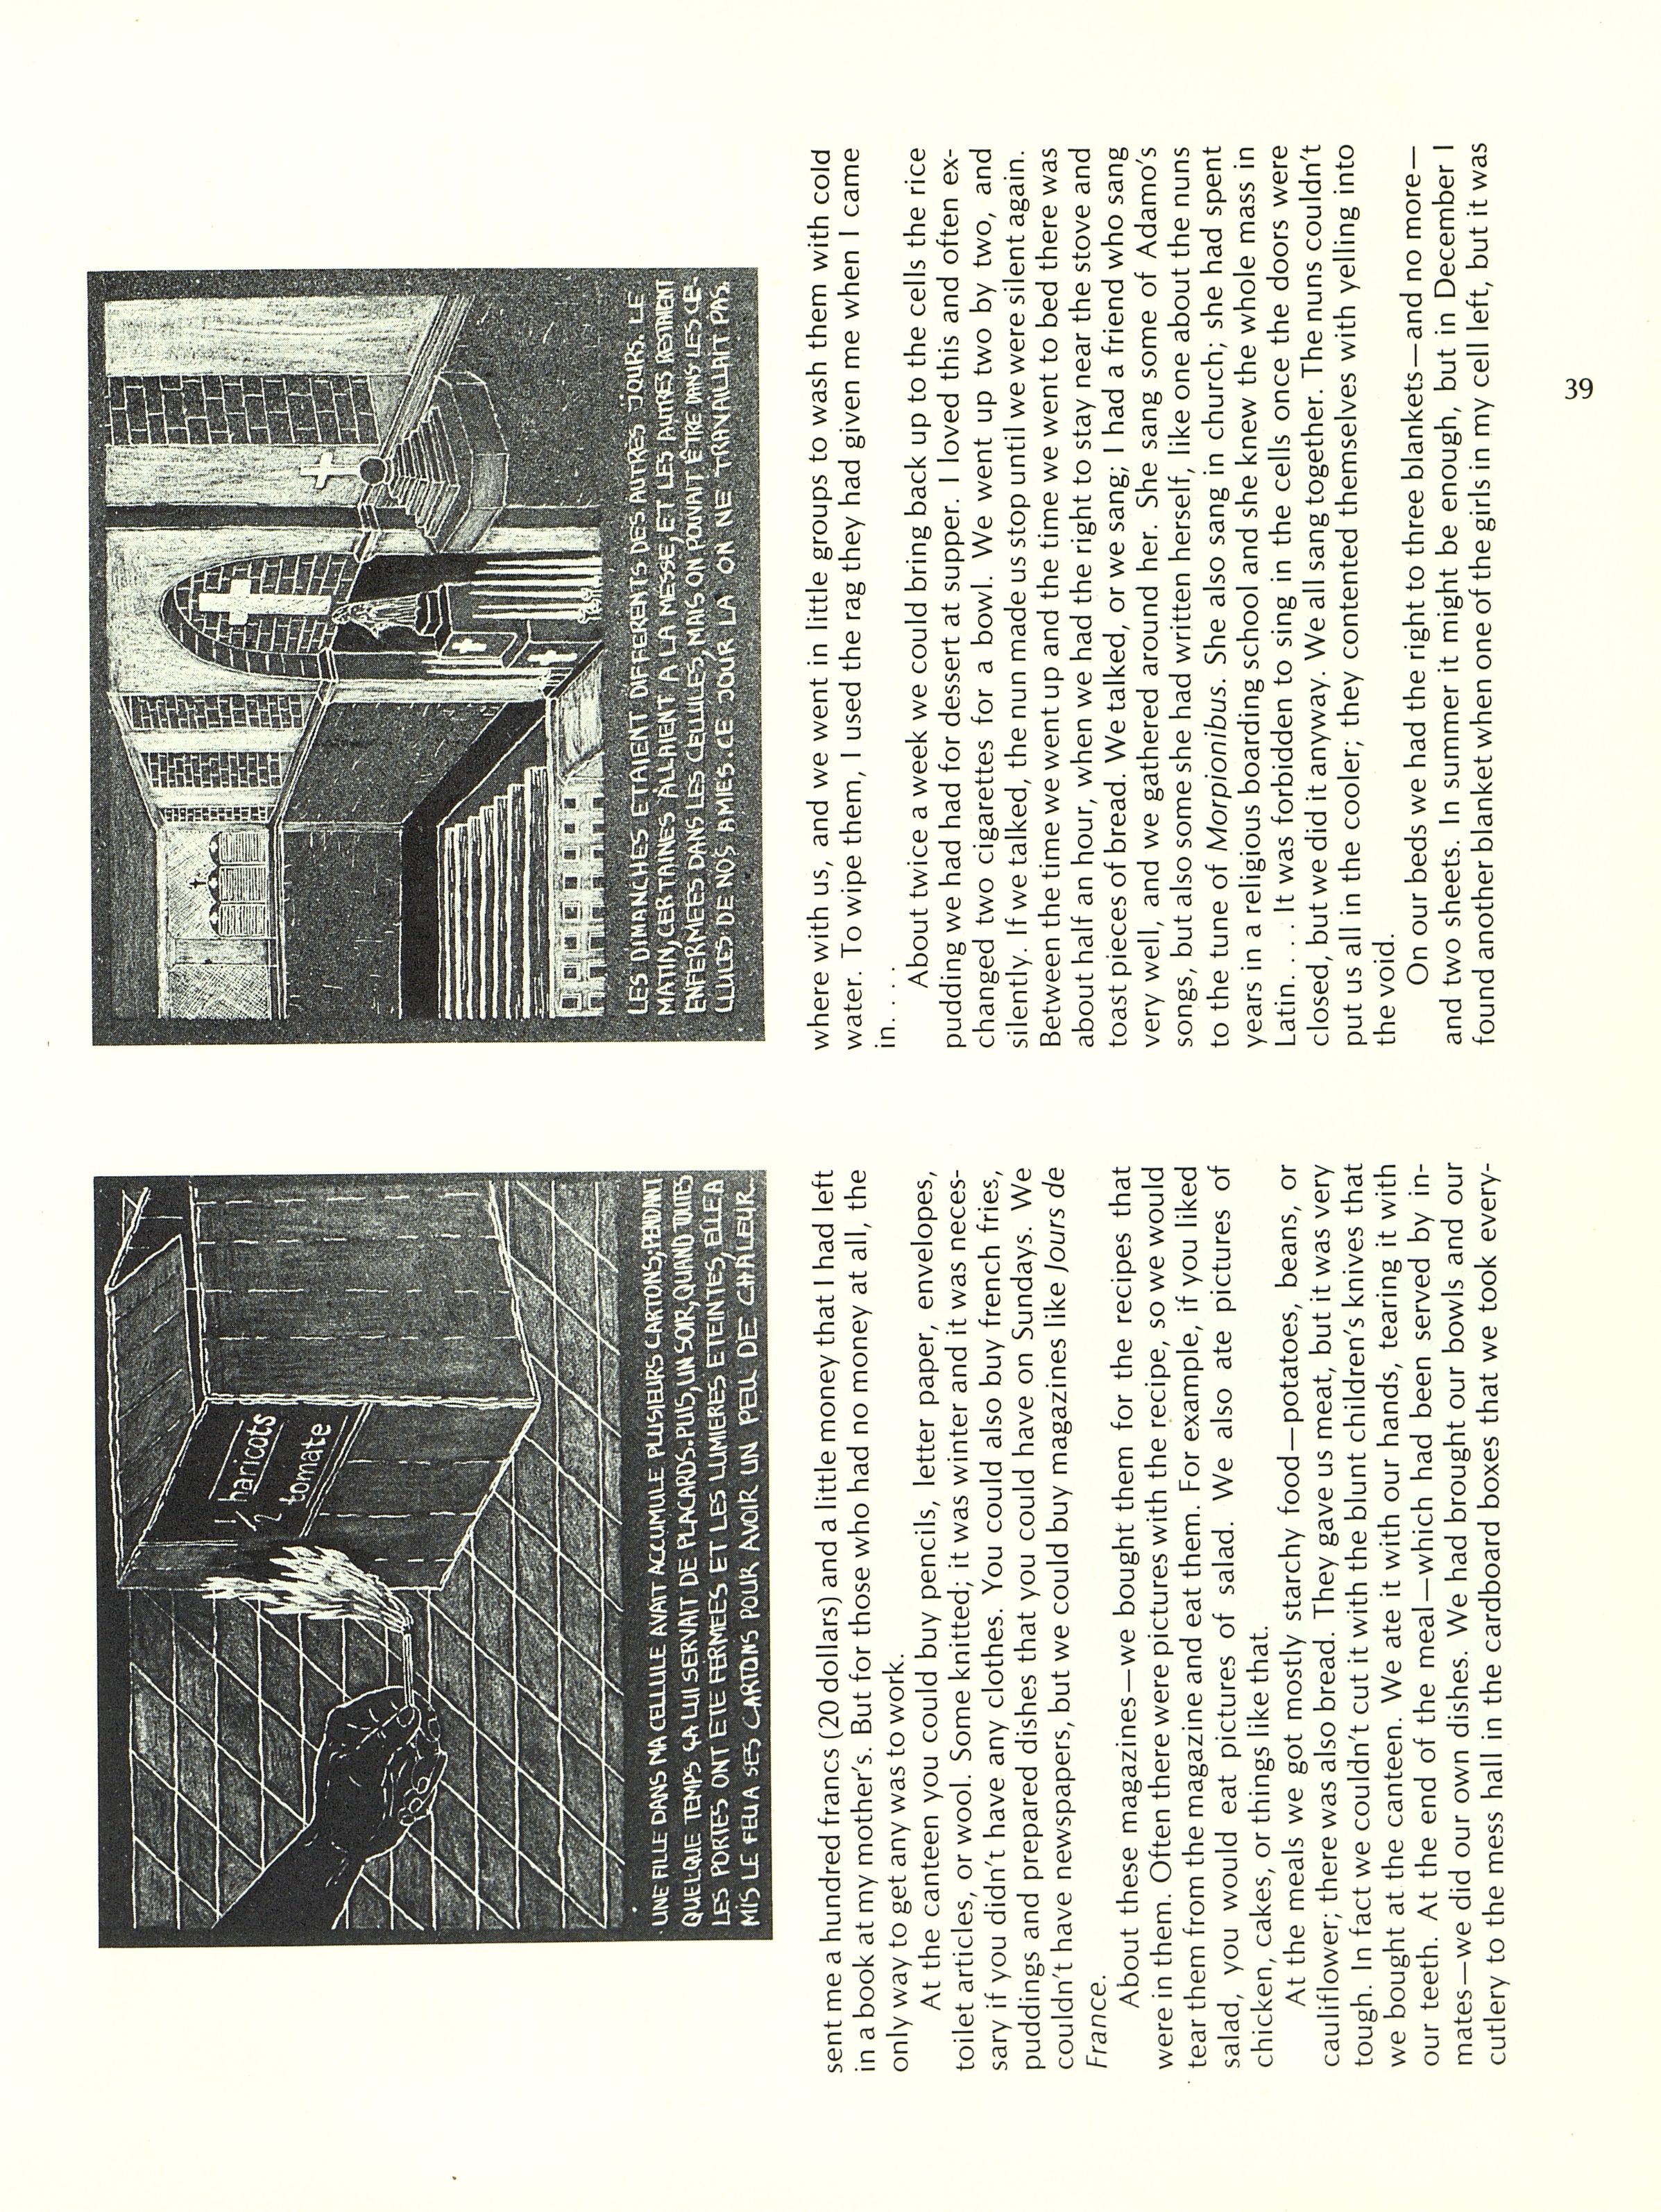 ½ haricots
tomate
UNE FILLE DANS MA CELLULE AVAIT ACCUMULE PLUSIEURS CARTONS; PENDANT
QUELQUE TEMPS ÇA LUI SERVAIT DE PLACARDS. PUIS, UN SOIR, QUAND TOUTES
LES PORTES ONT ETE FERMEES ET LES LUMIERES ETEINTES, ELLE A
MIS LE FEU A SES CARTONS POUR AVOIR UN PEU DE CHALEUR.
sent me a hundred francs (20 dollars) and a little money that I had left
in a book at my mother's. But for those who had no money at all, the
only way to get any was to work.
At the canteen you could buy pencils, letter paper, envelopes,
toilet articles, or wool. Some knitted; it was winter and it was neces-
sary if you didn't have any clothes. You could also buy french fries,
puddings and prepared dishes that you could have on Sundays. We
couldn't have newspapers, but we could buy magazines like Jours de
France.
About these magazines—we bought them for the recipes that
were in them. Often there were pictures with the recipe, so we would
tear them from the magazine and eat them. For example, if you liked
salad, you would eat pictures of salad. We also ate pictures of
chicken, cakes, or things like that.
At the meals we got mostly starchy food—potatoes, beans, or
cauliflower; there was also bread. They gave us meat, but it was very
tough. In fact we couldn't cut it with the blunt children's knives that
we bought at the canteen. We ate it with our hands, tearing it with
our teeth. At the end of the meal—which had been served by in-
mates—we did our own dishes. We had brought our bowls and our
cutlery to the mess hall in the cardboard boxes that we took every-
LES DIMANCHES ETAIENT DIFFERENTS DES AUTRES JOURS. LE
MATIN, CERTAINES ALLAIENT A LA MESSE, ET LES AUTRES RESTAIENT
ENFERMEES DANS LES CELLULES, MAIS ON POUVAIT ÊTRE DANS LES CE-
LLULES DE NOS AMIES. CE JOUR LA ON NE TRAVAILLAIT PAS.
where with us, and we went in little groups to wash them with cold
water. To wipe them, I used the rag they had given me when I came
in. . . .
About twice a week we could bring back up to the cells the rice
pudding we had had for dessert at supper. I loved this and often ex-
changed two cigarettes for a bowl. We went up two by two, and
silently. If we talked, the nun made us stop until we were silent again.
Between the time we went up and the time we went to bed there was
about half an hour, when we had the right to stay near the stove and
toast pieces of bread. We talked, or we sang; I had a friend who sang
very well, and we gathered around her. She sang some of Adamo's
songs, but also some she had written herself, like one about the nuns
to the tune of Morpionibus. She also sang in church; she had spent
years in a religious boarding school and she knew the whole mass in
Latin. . . . It was forbidden to sing in the cells once the doors were
closed, but we did it anyway. We all sang together. The nuns couldn't
put us all in the cooler; they contented themselves with yelling into
the void.
On our beds we had the right to three blankets—and no more—
and two sheets. In summer it might be enough, but in December I
found another blanket when one of the girls in my cell left, but it was
39